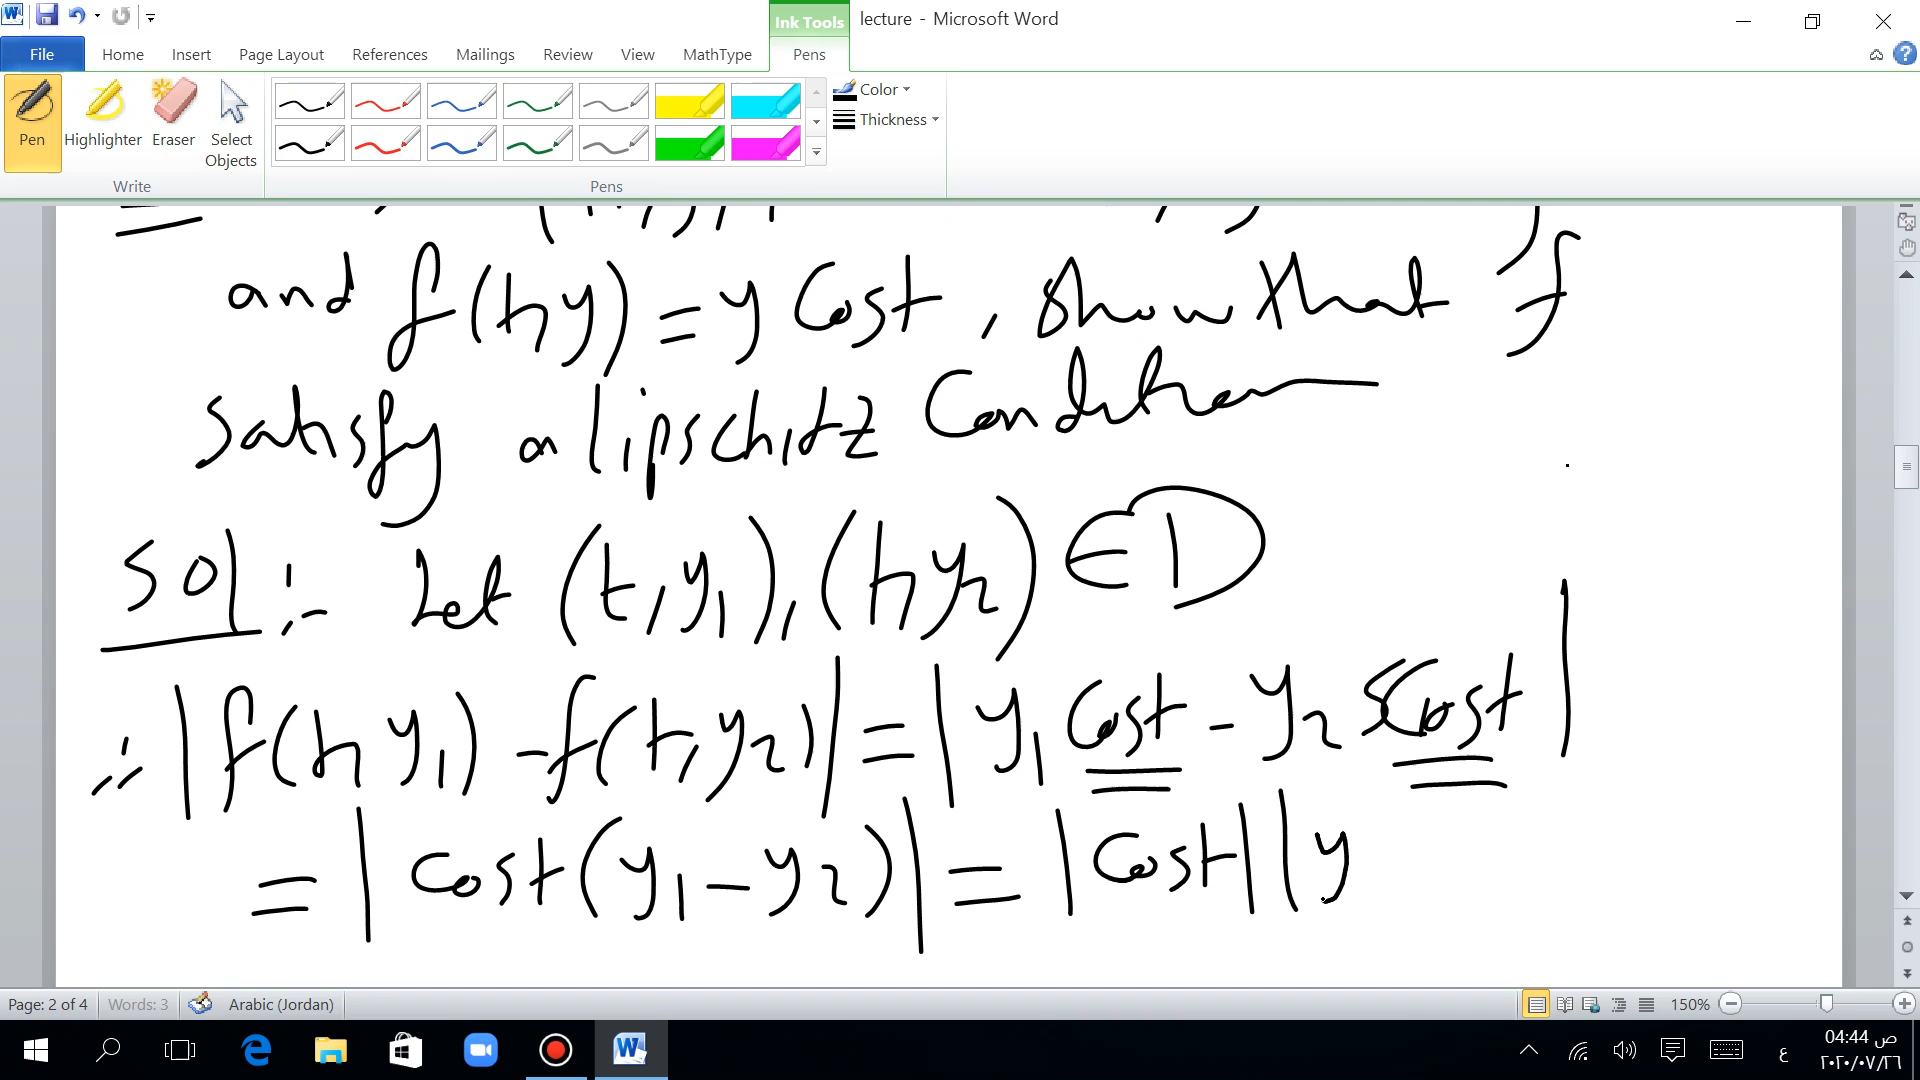 lecture - Microsoft Word
Ink Tools
File Home Insert Page Layout References Mailings Review View MathType Pens
Pen Highlighter Eraser Select Objects
Color
Thickness
Write
Pens
and f(t,y) = y Cost, show that f
satisfy a lipschitz Condition
Sol:- Let (t,y1), (t,y2) ∈ D
∴ |f(t,y1) - f(t,y2)| = |y1 Cost - y2 Cost|
= |cost(y1 - y2)| = |Cost| |y
Page: 2 of 4 Words: 3 Arabic (Jordan) 150%
ع
04:44 ص
٢٠٢٠/٠٧/٢٦